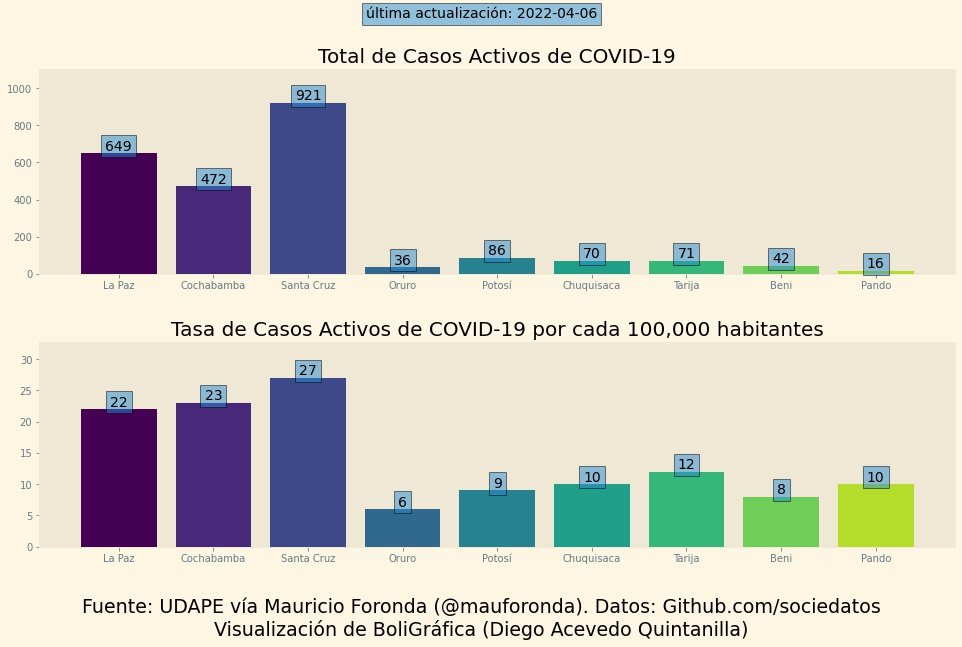 última actualización: 2022-04-06
Total de Casos Activos de COVID-19
1000
800
600
400
200
0
649
472
921
36
86
70
71
42
16
La Paz
Cochabamba
Santa Cruz
Oruro
Potosí
Chuquisaca
Tarija
Beni
Pando
Tasa de Casos Activos de COVID-19 por cada 100,000 habitantes
30
25
20
15
10
5
0
22
23
27
6
9
10
12
8
10
La Paz
Cochabamba
Santa Cruz
Oruro
Potosí
Chuquisaca
Tarija
Beni
Pando
Fuente: UDAPE vía Mauricio Foronda (@mauforonda). Datos: Github.com/sociedatos
Visualización de BoliGráfica (Diego Acevedo Quintanilla)